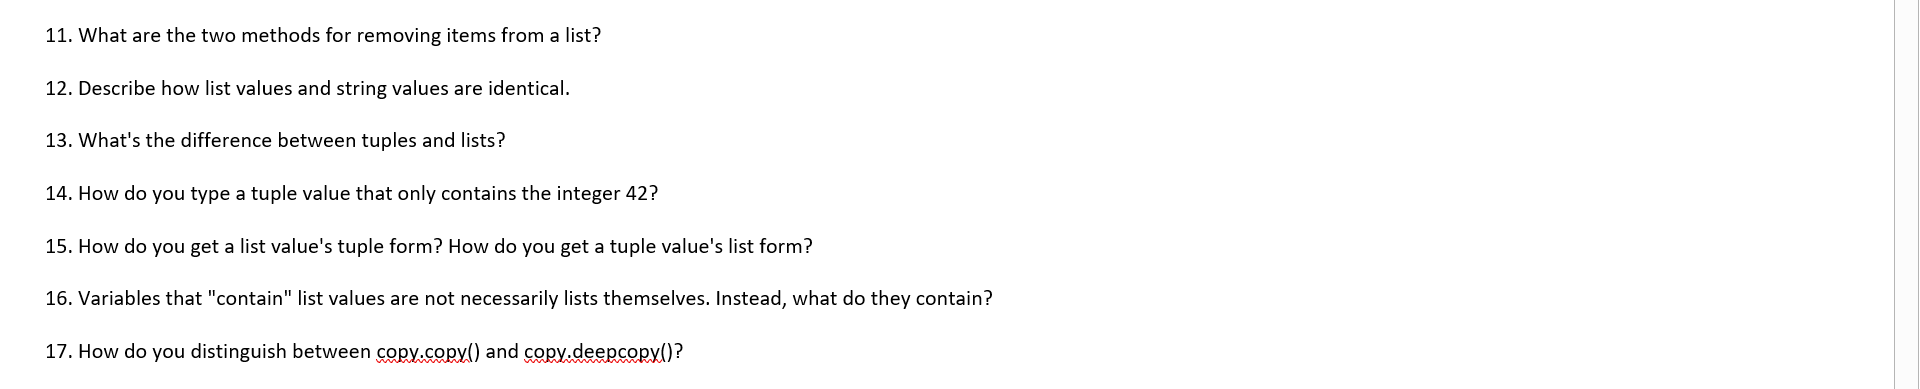 11. What are the two methods for removing items from a list?
12. Describe how list values and string values are identical.
13. What's the difference between tuples and lists?
14. How do you type a tuple value that only contains the integer 42?
15. How do you get a list value's tuple form? How do you get a tuple value's list form?
16. Variables that "contain" list values are not necessarily lists themselves. Instead, what do they contain?
17. How do you distinguish between copy.copy() and copy.deepcopy()?